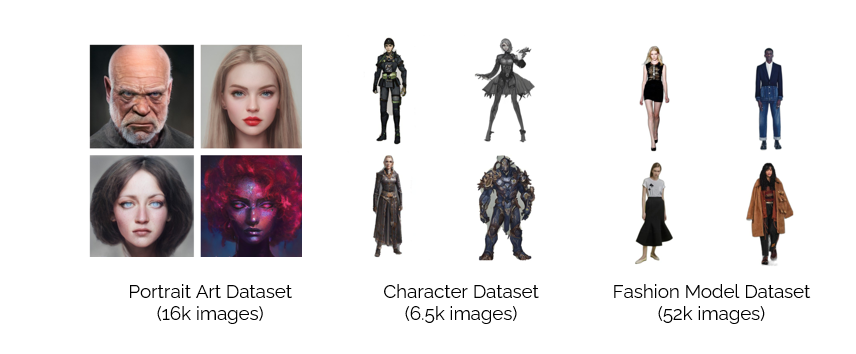 Portrait Art Dataset
(16k images)
Character Dataset
(6.5k images)
Fashion Model Dataset
(52k images)